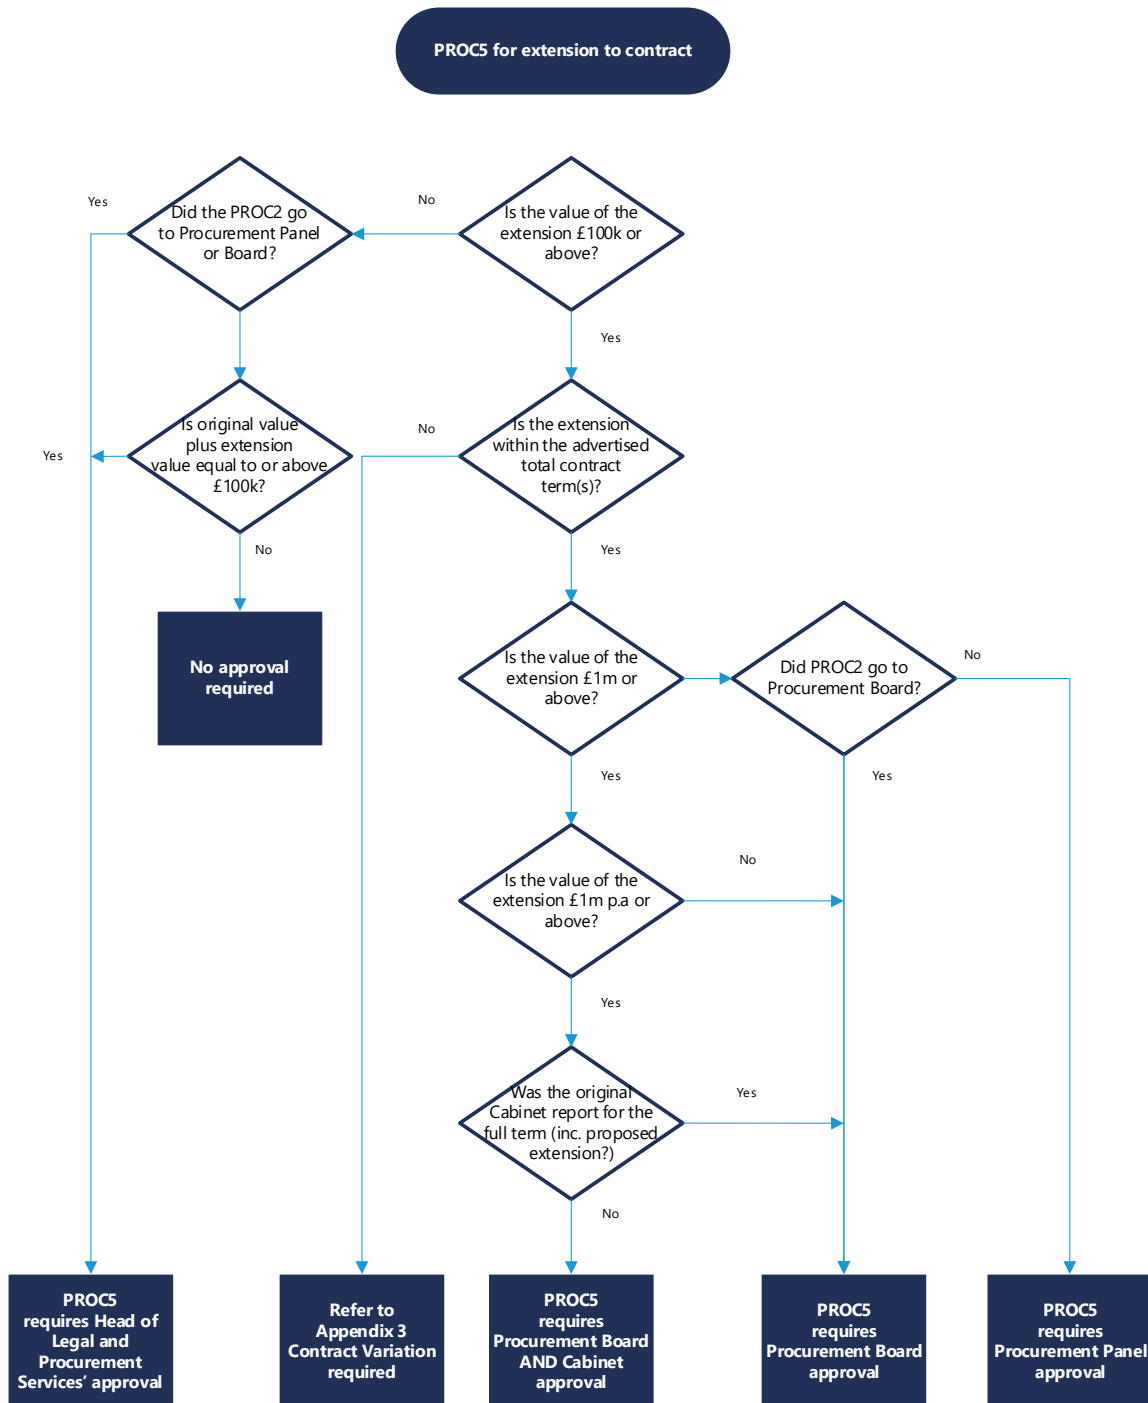 PROC5 for extension to contract
Yes
Did the PROC2 go
to Procurement Panel
or Board?
No
Is the value of the
extension £100k or
above?
Yes
Yes
Is original value
plus extension
value equal to or above
£100k?
No
Is the extension
within the advertised
total contract
term(s)?
No
Yes
No approval
required
Is the value of the
extension £1m or
above?
Did PROC2 go to
Procurement Board?
No
Yes
Yes
Is the value of the
extension £1m p.a or
above?
No
Yes
Was the original
Cabinet report for the
full term (inc. proposed
extension?)
Yes
No
PROC5
requires Head of
Legal and
Procurement
Services’ approval
Refer to
Appendix 3
Contract Variation
required
PROC5
requires
Procurement Board
AND Cabinet
approval
PROC5
requires
Procurement Board
approval
PROC5
requires
Procurement Panel
approval